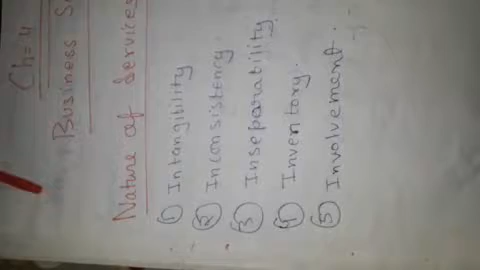 Ch=4
Business S
Nature of Services
① Intangibility
② Inconsistency.
③ Inseparability
④ Inventory.
⑤ Involvement.